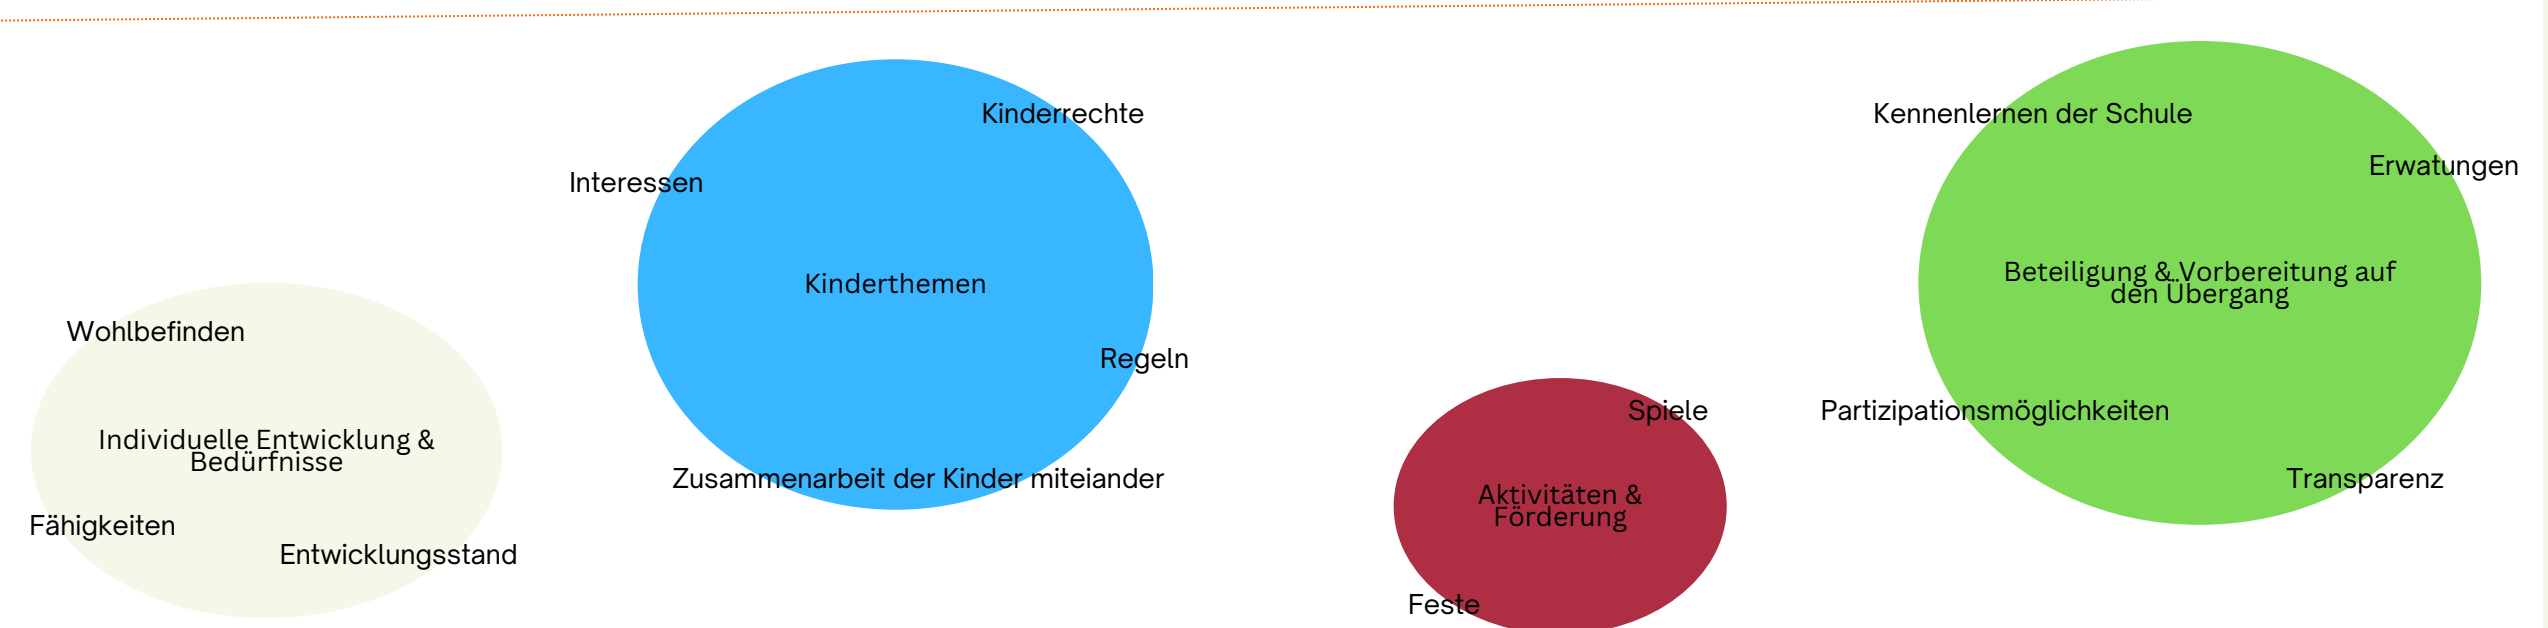 Wohlbefinden
Individuelle Entwicklung &
Bedürfnisse
Fähigkeiten
Entwicklungsstand
Kinderrechte
Interessen
Kinderthemen
Regeln
Zusammenarbeit der Kinder miteiander
Spiele
Aktivitäten &
Förderung
Feste
Kennenlernen der Schule
Erwatungen
Beteiligung & Vorbereitung auf
den Übergang
Partizipationsmöglichkeiten
Transparenz